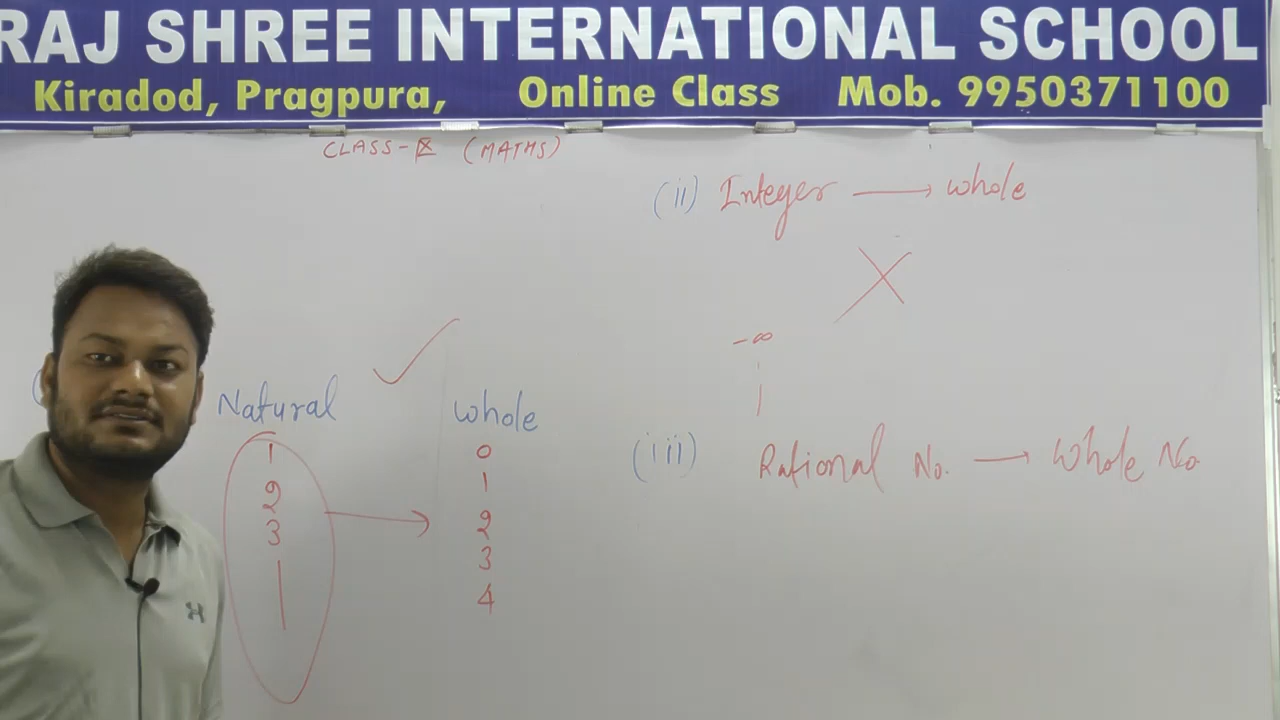 RAJ SHREE INTERNATIONAL SCHOOL
Kiradod, Pragpura, Online Class Mob. 9950371100
CLASS-IX (MATHS)
(ii) Integer → whole
-∞
Natural
1
2
3
whole
0
1
2
3
4
(iii) Rational No. → Whole No